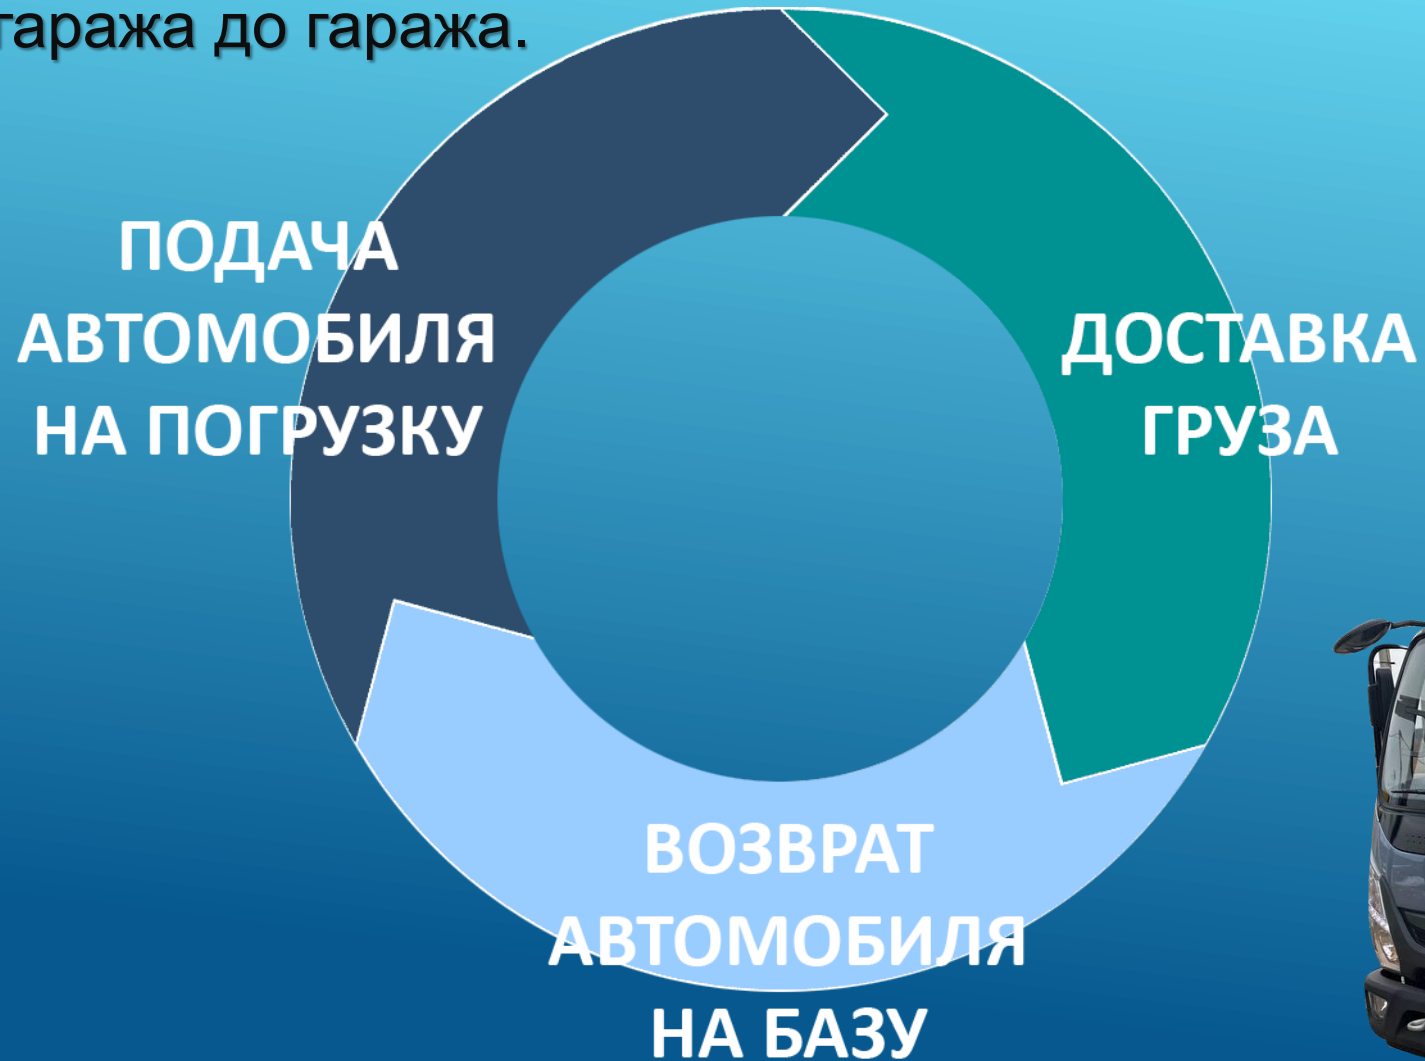 гаража до гаража.
ПОДАЧА
АВТОМОБИЛЯ
НА ПОГРУЗКУ
ДОСТАВКА
ГРУЗА
ВОЗВРАТ
АВТОМОБИЛЯ
НА БАЗУ